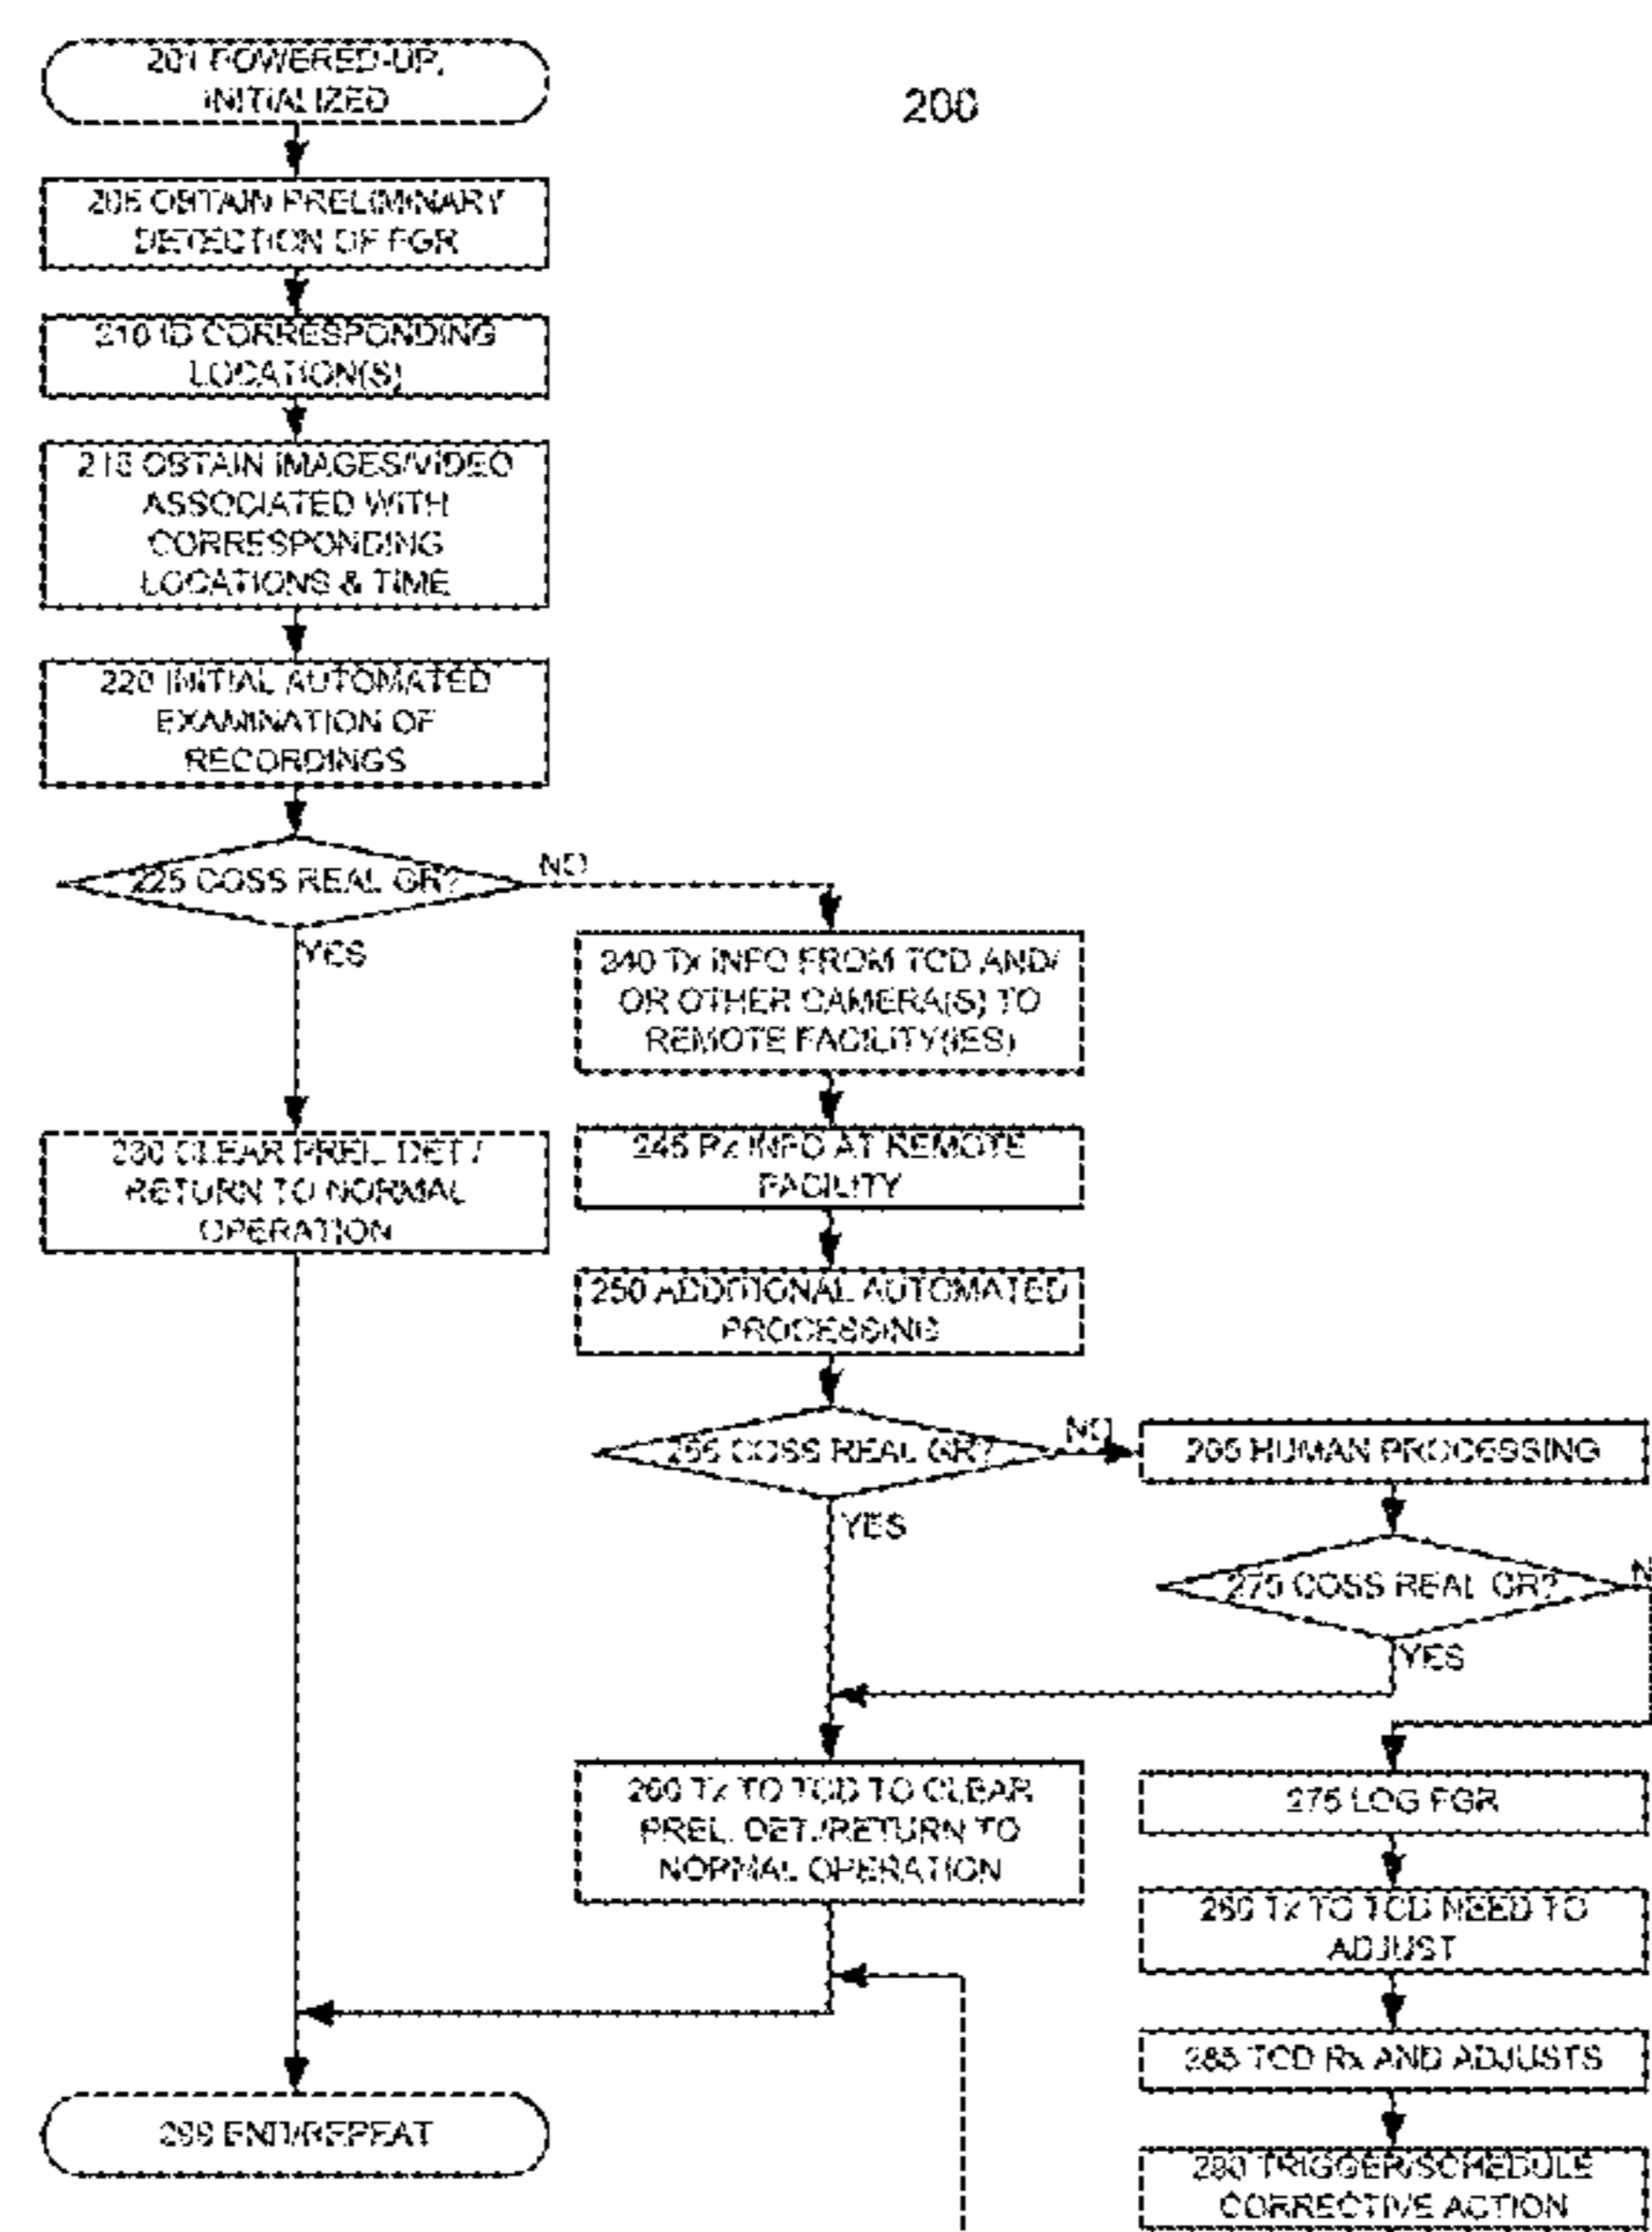 200
201 POWERED-UP,
INITIALIZED
205 OBTAIN PRELIMINARY
DETECTION OF FGR
210 ID CORRESPONDING
LOCATION(S)
215 OBTAIN IMAGES/VIDEO
ASSOCIATED WITH
CORRESPONDING
LOCATIONS & TIME
220 INITIAL AUTOMATED
EXAMINATION OF
RECORDINGS
225 COSS REAL GR?
NO
YES
230 CLEAR PREL. DET./
RETURN TO NORMAL
OPERATION
240 Tx INFO FROM TCD AND/
OR OTHER CAMERA(S) TO
REMOTE FACILITY(IES)
245 Rx INFO AT REMOTE
FACILITY
250 ADDITIONAL AUTOMATED
PROCESSING
255 COSS REAL GR?
NO
YES
265 HUMAN PROCESSING
275 COSS REAL GR?
N
YES
260 Tx TO TCD TO CLEAR
PREL. DET./RETURN TO
NORMAL OPERATION
275 LOG FGR
280 Tx TO TCD NEED TO
ADJUST
285 TCD Rx AND ADJUSTS
TRIGGER/SCHEDULE
CORRECTIVE ACTION
299 END/REPEAT